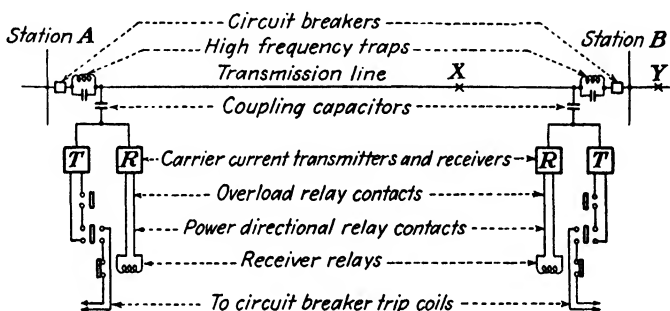 Circuit breakers
Station A
High frequency traps
Station B
Transmission line
X
Y
Coupling capacitors
T
R
Carrier current transmitters and receivers
R
T
Overload relay contacts
Power directional relay contacts
Receiver relays
To circuit breaker trip coils